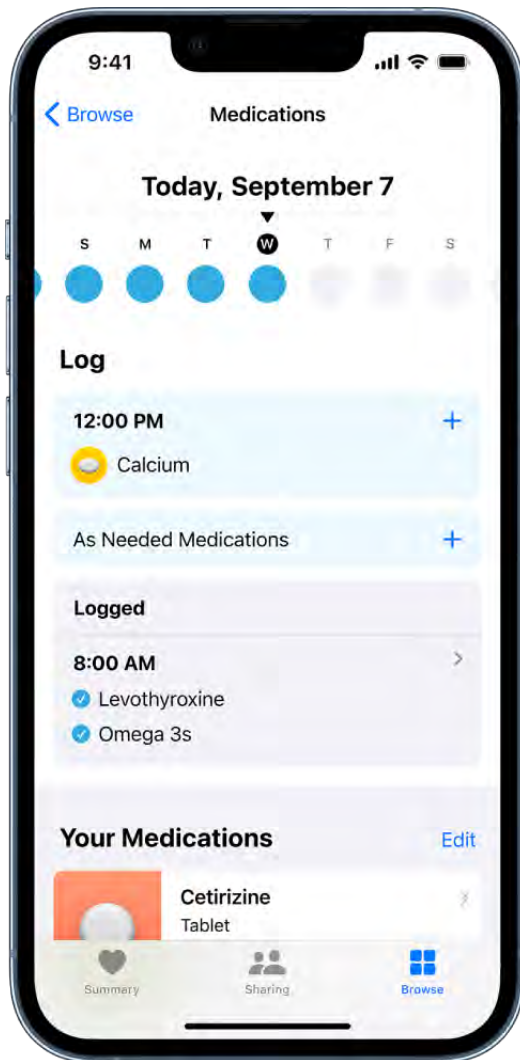 9:41
Browse
Medications
Today, September 7
S M T W T F S
Log
12:00 PM
Calcium
As Needed Medications
Logged
8:00 AM
Levothyroxine
Omega 3s
Your Medications
Edit
Cetirizine
Tablet
Summary
Sharing
Browse